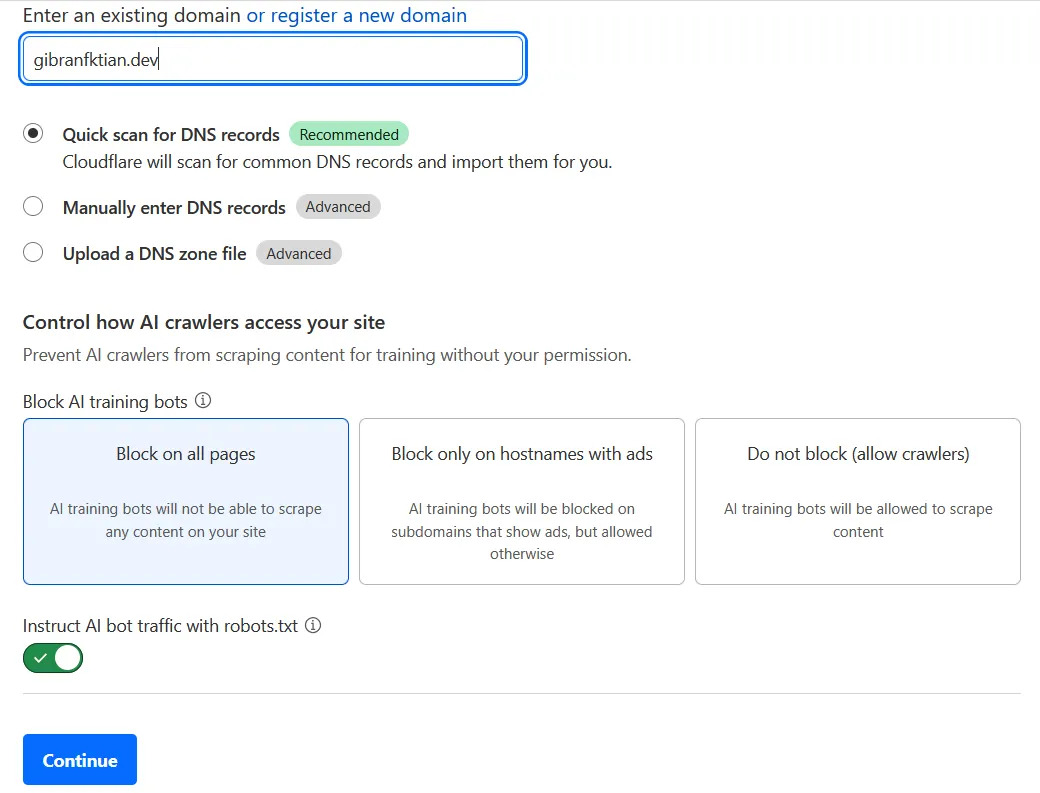 Enter an existing domain or register a new domain
gibranfktian.dev
Quick scan for DNS records Recommended
Cloudflare will scan for common DNS records and import them for you.
Manually enter DNS records Advanced
Upload a DNS zone file Advanced
Control how AI crawlers access your site
Prevent AI crawlers from scraping content for training without your permission.
Block AI training bots
Block on all pages
AI training bots will not be able to scrape
any content on your site
Block only on hostnames with ads
AI training bots will be blocked on
subdomains that show ads, but allowed
otherwise
Do not block (allow crawlers)
AI training bots will be allowed to scrape
content
Instruct AI bot traffic with robots.txt
Continue